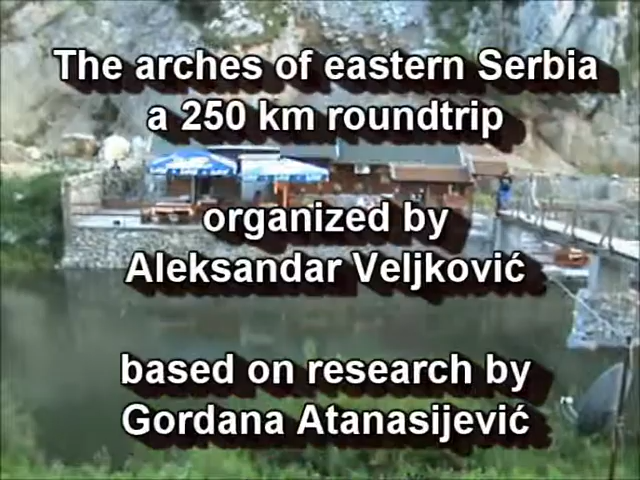 The arches of eastern Serbia
a 250 km roundtrip
organized by
Aleksandar Veljković
based on research by
Gordana Atanasijević